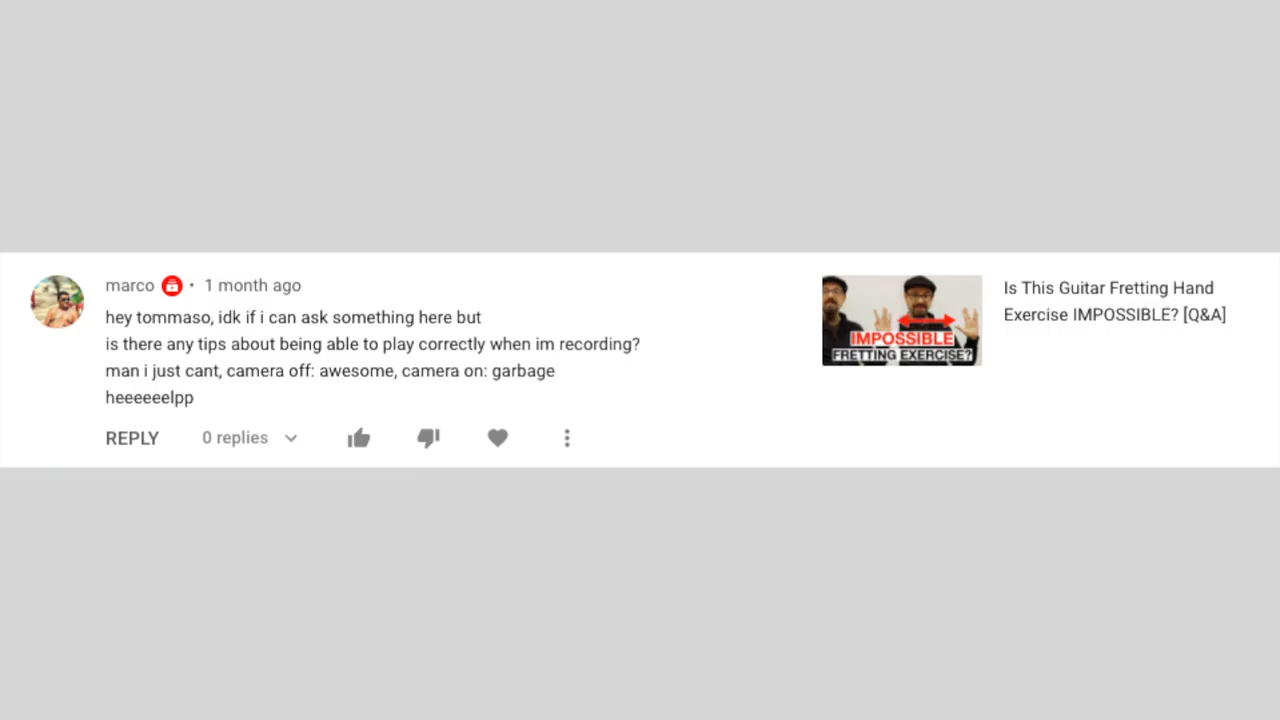 marco · 1 month ago
hey tommaso, idk if i can ask something here but
is there any tips about being able to play correctly when im recording?
man i just cant, camera off: awesome, camera on: garbage
heeeeeelpp
REPLY 0 replies
IMPOSSIBLE
FRETTING EXERCISE?
Is This Guitar Fretting Hand
Exercise IMPOSSIBLE? [Q&A]